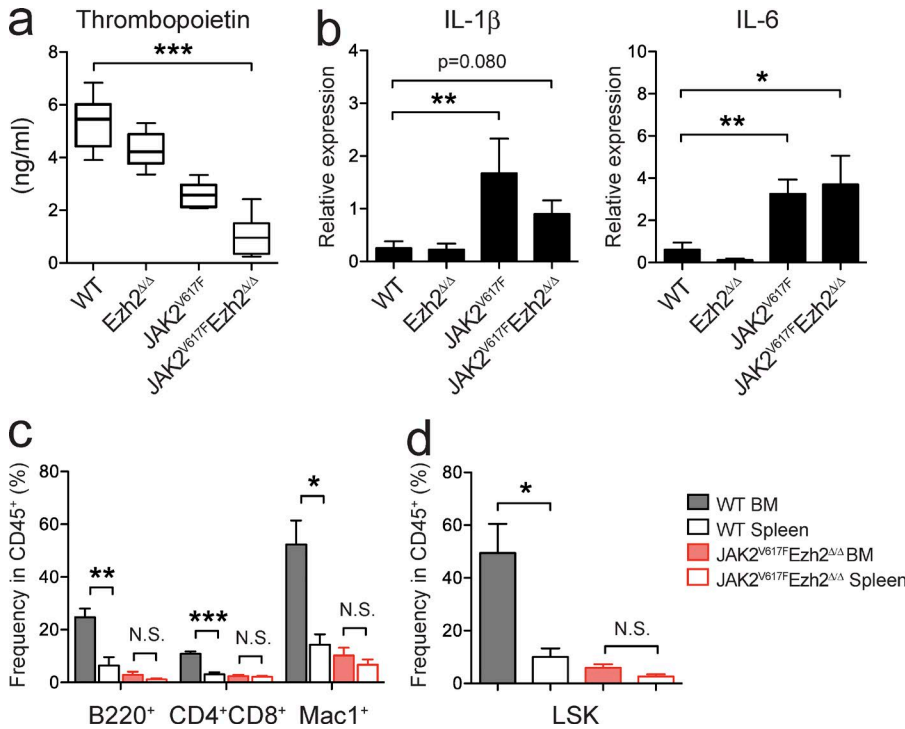 a
Thrombopoietin
(ng/ml)
8
6
4
2
0
***
WT
Ezh2Δ/Δ
JAK2V617F
JAK2V617FEzh2Δ/Δ
b
IL-1β
Relative expression
4
3
2
1
0
p=0.080
**
WT
Ezh2Δ/Δ
JAK2V617F
JAK2V617FEzh2Δ/Δ
IL-6
Relative expression
10
8
6
4
2
0
*
**
WT
Ezh2Δ/Δ
JAK2V617F
JAK2V617FEzh2Δ/Δ
c
Frequency in CD45+ (%)
80
60
40
20
0
**
N.S.
***
N.S.
*
N.S.
B220+
CD4+CD8+
Mac1+
d
Frequency in CD45+ (%)
80
60
40
20
0
*
N.S.
LSK
WT BM
WT Spleen
JAK2V617FEzh2Δ/Δ BM
JAK2V617FEzh2Δ/Δ Spleen